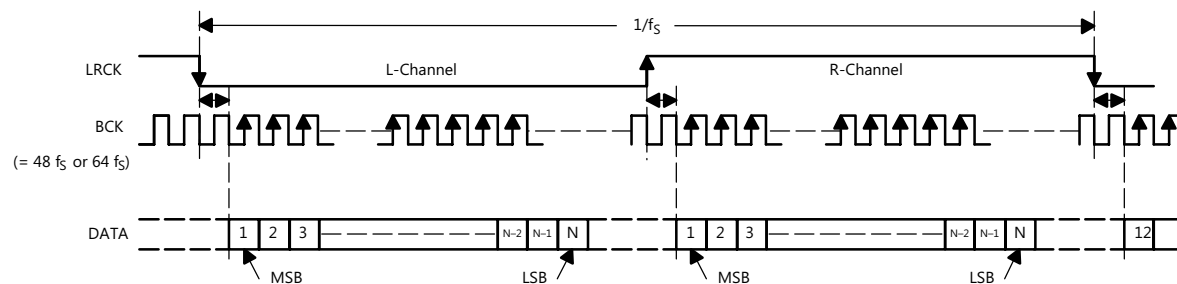 1/fS
LRCK
L-Channel
R-Channel
BCK
(= 48 fS or 64 fS)
DATA
1 2 3 N–2 N–1 N 1 2 3 N–2 N–1 N 12
MSB LSB MSB LSB